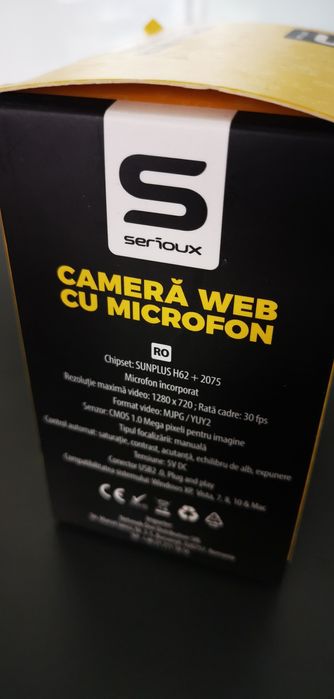 serioux
CAMERĂ WEB
CU MICROFON
RO
Chipset: SUNPLUS H62 + 2075
Microfon incorporat
Rezoluție maximă video: 1280 x 720 ; Rată cadre: 30 fps
Format video: MJPG / YUY2
Senzor: CMOS 1.0 Mega pixeli pentru imagine
Tipul focalizării: manuală
Control automat: saturație, contrast, acutanță, echilibru de alb, expunere
Tensiune: 5V DC
Conector USB2.0, Plug and play
Compatibilitatea sistemului: Windows XP, Vista, 7, 8, 10 & Mac
CE